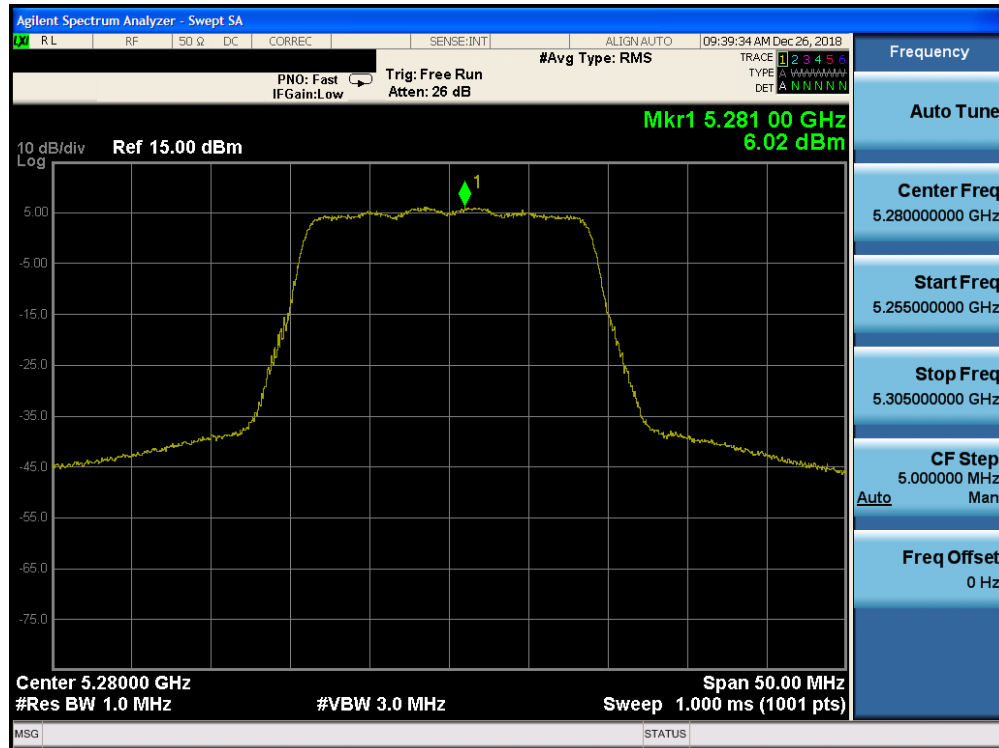 Agilent Spectrum Analyzer - Swept SA
LXI RL RF 50 Ω DC CORREC SENSE:INT ALIGN AUTO 09:39:34 AM Dec 26, 2018
#Avg Type: RMS
TRACE 1 2 3 4 5 6
TYPE A WWWWW
DET A N N N N N
PNO: Fast
IFGain:Low
Trig: Free Run
Atten: 26 dB
Mkr1 5.281 00 GHz
6.02 dBm
10 dB/div Ref 15.00 dBm
Log
1
5.00
-5.00
-15.0
-25.0
-35.0
-45.0
-55.0
-65.0
-75.0
Center 5.28000 GHz
Span 50.00 MHz
#Res BW 1.0 MHz
#VBW 3.0 MHz
Sweep 1.000 ms (1001 pts)
MSG
STATUS
Frequency
Auto Tune
Center Freq
5.280000000 GHz
Start Freq
5.255000000 GHz
Stop Freq
5.305000000 GHz
CF Step
5.000000 MHz
Auto Man
Freq Offset
0 Hz